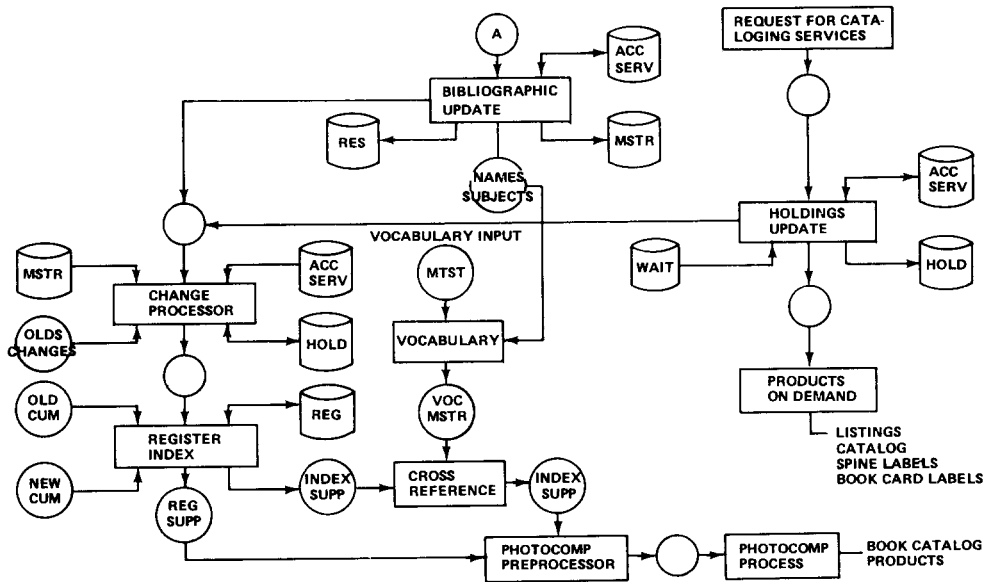 REQUEST FOR CATA-
LOGING SERVICES
A
ACC
SERV
BIBLIOGRAPHIC
UPDATE
RES
MSTR
NAMES
SUBJECTS
ACC
SERV
HOLDINGS
UPDATE
WAIT
HOLD
VOCABULARY INPUT
MTST
MSTR
ACC
SERV
CHANGE
PROCESSOR
OLDS
CHANGES
HOLD
VOCABULARY
OLD
CUM
REG
VOC
MSTR
PRODUCTS
ON DEMAND
LISTINGS
CATALOG
SPINE LABELS
BOOK CARD LABELS
REGISTER
INDEX
NEW
CUM
INDEX
SUPP
CROSS
REFERENCE
INDEX
SUPP
REG
SUPP
PHOTOCOMP
PREPROCESSOR
PHOTOCOMP
PROCESS
BOOK CATALOG
PRODUCTS